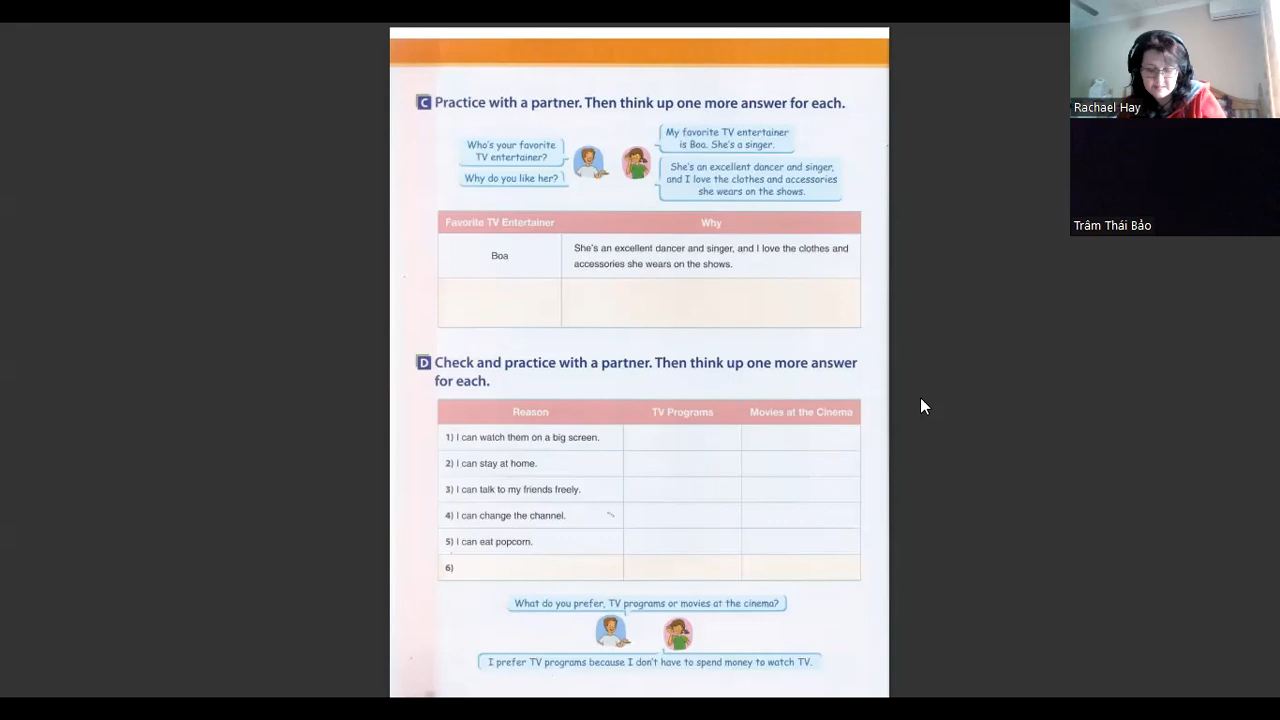 C Practice with a partner. Then think up one more answer for each.
Who's your favorite
TV entertainer?
Why do you like her?
My favorite TV entertainer
is Boa. She's a singer.
She's an excellent dancer and singer,
and I love the clothes and accessories
she wears on the shows.
Favorite TV Entertainer Why
Boa
She's an excellent dancer and singer, and I love the clothes and
accessories she wears on the shows.
D Check and practice with a partner. Then think up one more answer
for each.
Reason TV Programs Movies at the Cinema
1) I can watch them on a big screen.
2) I can stay at home.
3) I can talk to my friends freely.
4) I can change the channel.
5) I can eat popcorn.
6)
What do you prefer, TV programs or movies at the cinema?
I prefer TV programs because I don't have to spend money to watch TV.
Rachael Hay
Trâm Thái Bảo